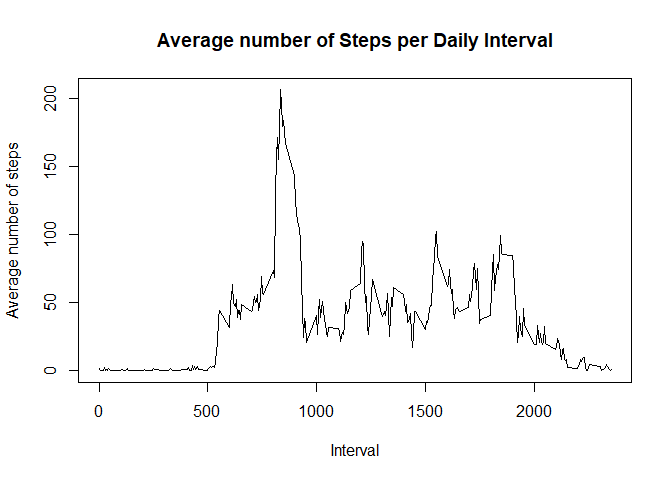 Average number of Steps per Daily Interval
Average number of steps
200
150
100
50
0
0 500 1000 1500 2000
Interval